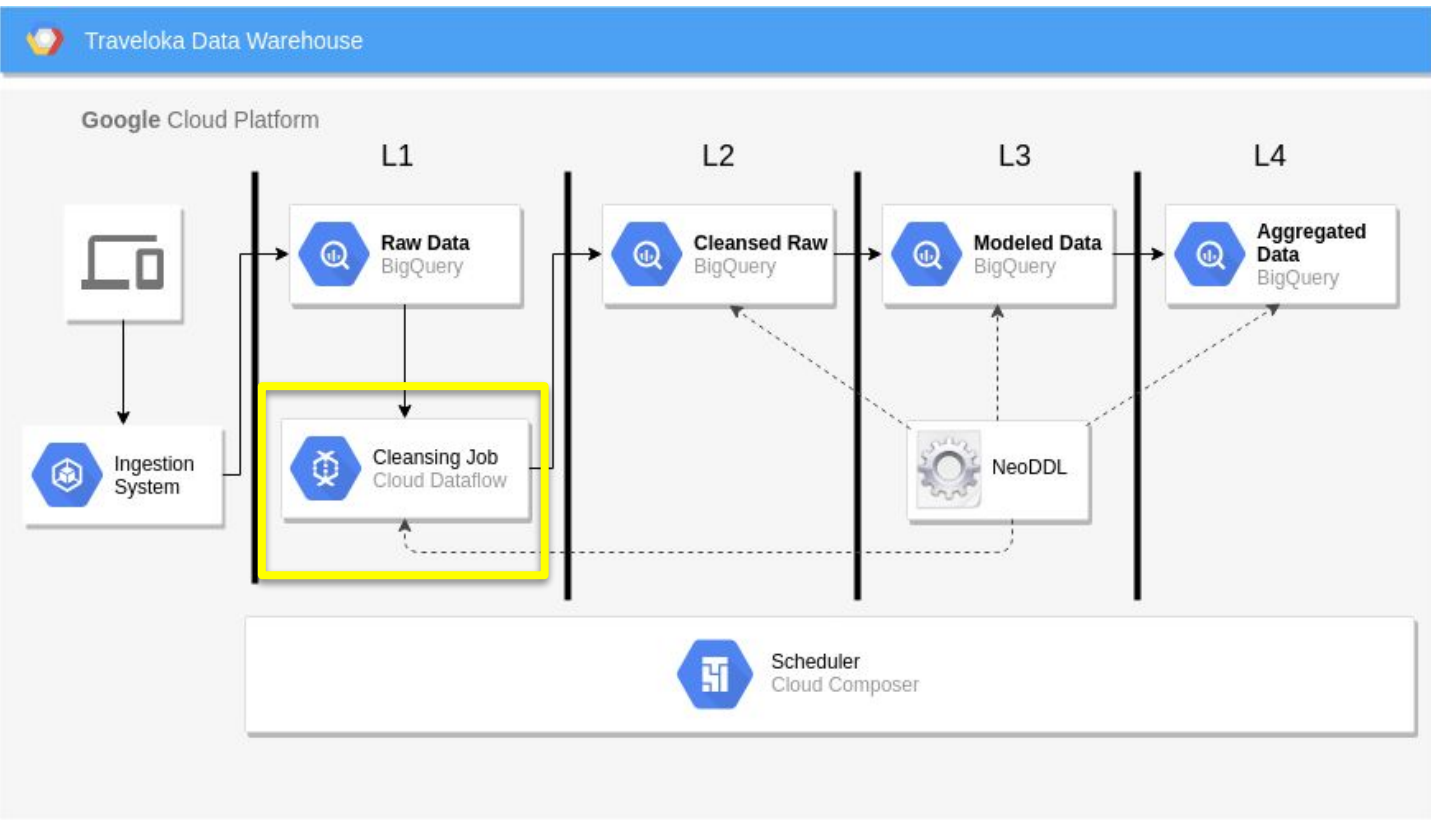 Traveloka Data Warehouse
Google Cloud Platform
L1
L2
L3
L4
Raw Data
BigQuery
Cleansed Raw
BigQuery
Modeled Data
BigQuery
Aggregated
Data
BigQuery
Ingestion
System
Cleansing Job
Cloud Dataflow
NeoDDL
Scheduler
Cloud Composer